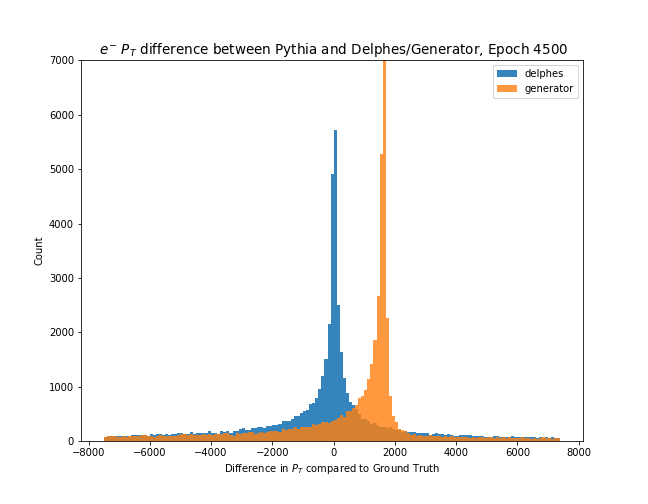 e⁻ P_T difference between Pythia and Delphes/Generator, Epoch 4500
delphes
generator
7000
6000
5000
4000
3000
2000
1000
0
Count
−8000 −6000 −4000 −2000 0 2000 4000 6000 8000
Difference in P_T compared to Ground Truth